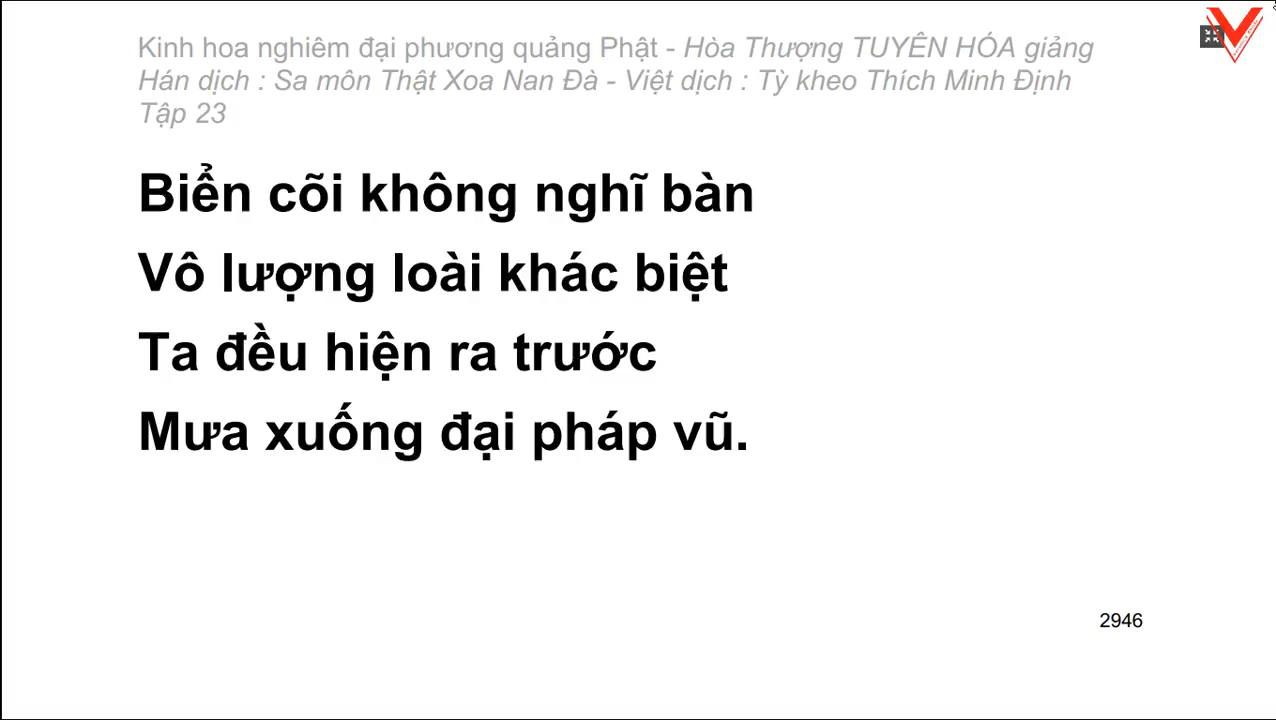 Kinh hoa nghiêm đại phương quảng Phật - Hòa Thượng TUYÊN HÓA giảng
Hán dịch : Sa môn Thật Xoa Nan Đà - Việt dịch : Tỳ kheo Thích Minh Định
Tập 23
Biển cõi không nghĩ bàn
Vô lượng loài khác biệt
Ta đều hiện ra trước
Mưa xuống đại pháp vũ.
2946